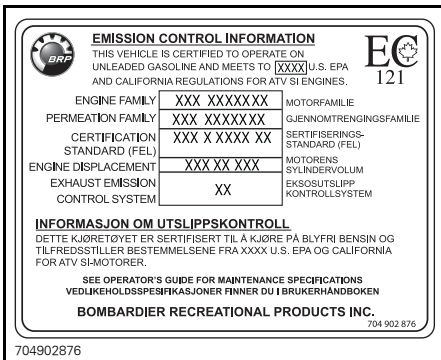 BRP
EMISSION CONTROL INFORMATION
THIS VEHICLE IS CERTIFIED TO OPERATE ON
UNLEADED GASOLINE AND MEETS TO XXXX U.S. EPA
AND CALIFORNIA REGULATIONS FOR ATV SI ENGINES.
EC
121
ENGINE FAMILY XXX XXXXXXX MOTORFAMILIE
PERMEATION FAMILY XXX XXXXXXX GJENNOMTRENGINGSFAMILIE
CERTIFICATION STANDARD (FEL) XXX X XXXX XX SERTIFISERINGS-
STANDARD (FEL)
ENGINE DISPLACEMENT XXX XX XXX MOTORENS
SYLINDERVOLUM
EXHAUST EMISSION
CONTROL SYSTEM XX EKSOSUTSLIPP
KONTROLLSYSTEM
INFORMASJON OM UTSLIPPSKONTROLL
DETTE KJØRETØYET ER SERTIFISERT TIL Å KJØRE PÅ BLYFRI BENSIN OG
TILFREDSSTILLER BESTEMMELSENE FRA XXXX U.S. EPA OG CALIFORNIA
FOR ATV SI-MOTORER.
SEE OPERATOR'S GUIDE FOR MAINTENANCE SPECIFICATIONS
VEDLIKEHOLDSSPESIFIKASJONER FINNER DU I BRUKERHÅNDBOKEN
BOMBARDIER RECREATIONAL PRODUCTS INC.
704 902 876
704902876